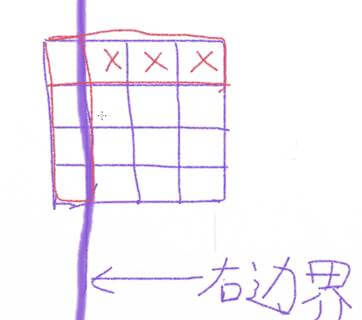 × × ×
右边界